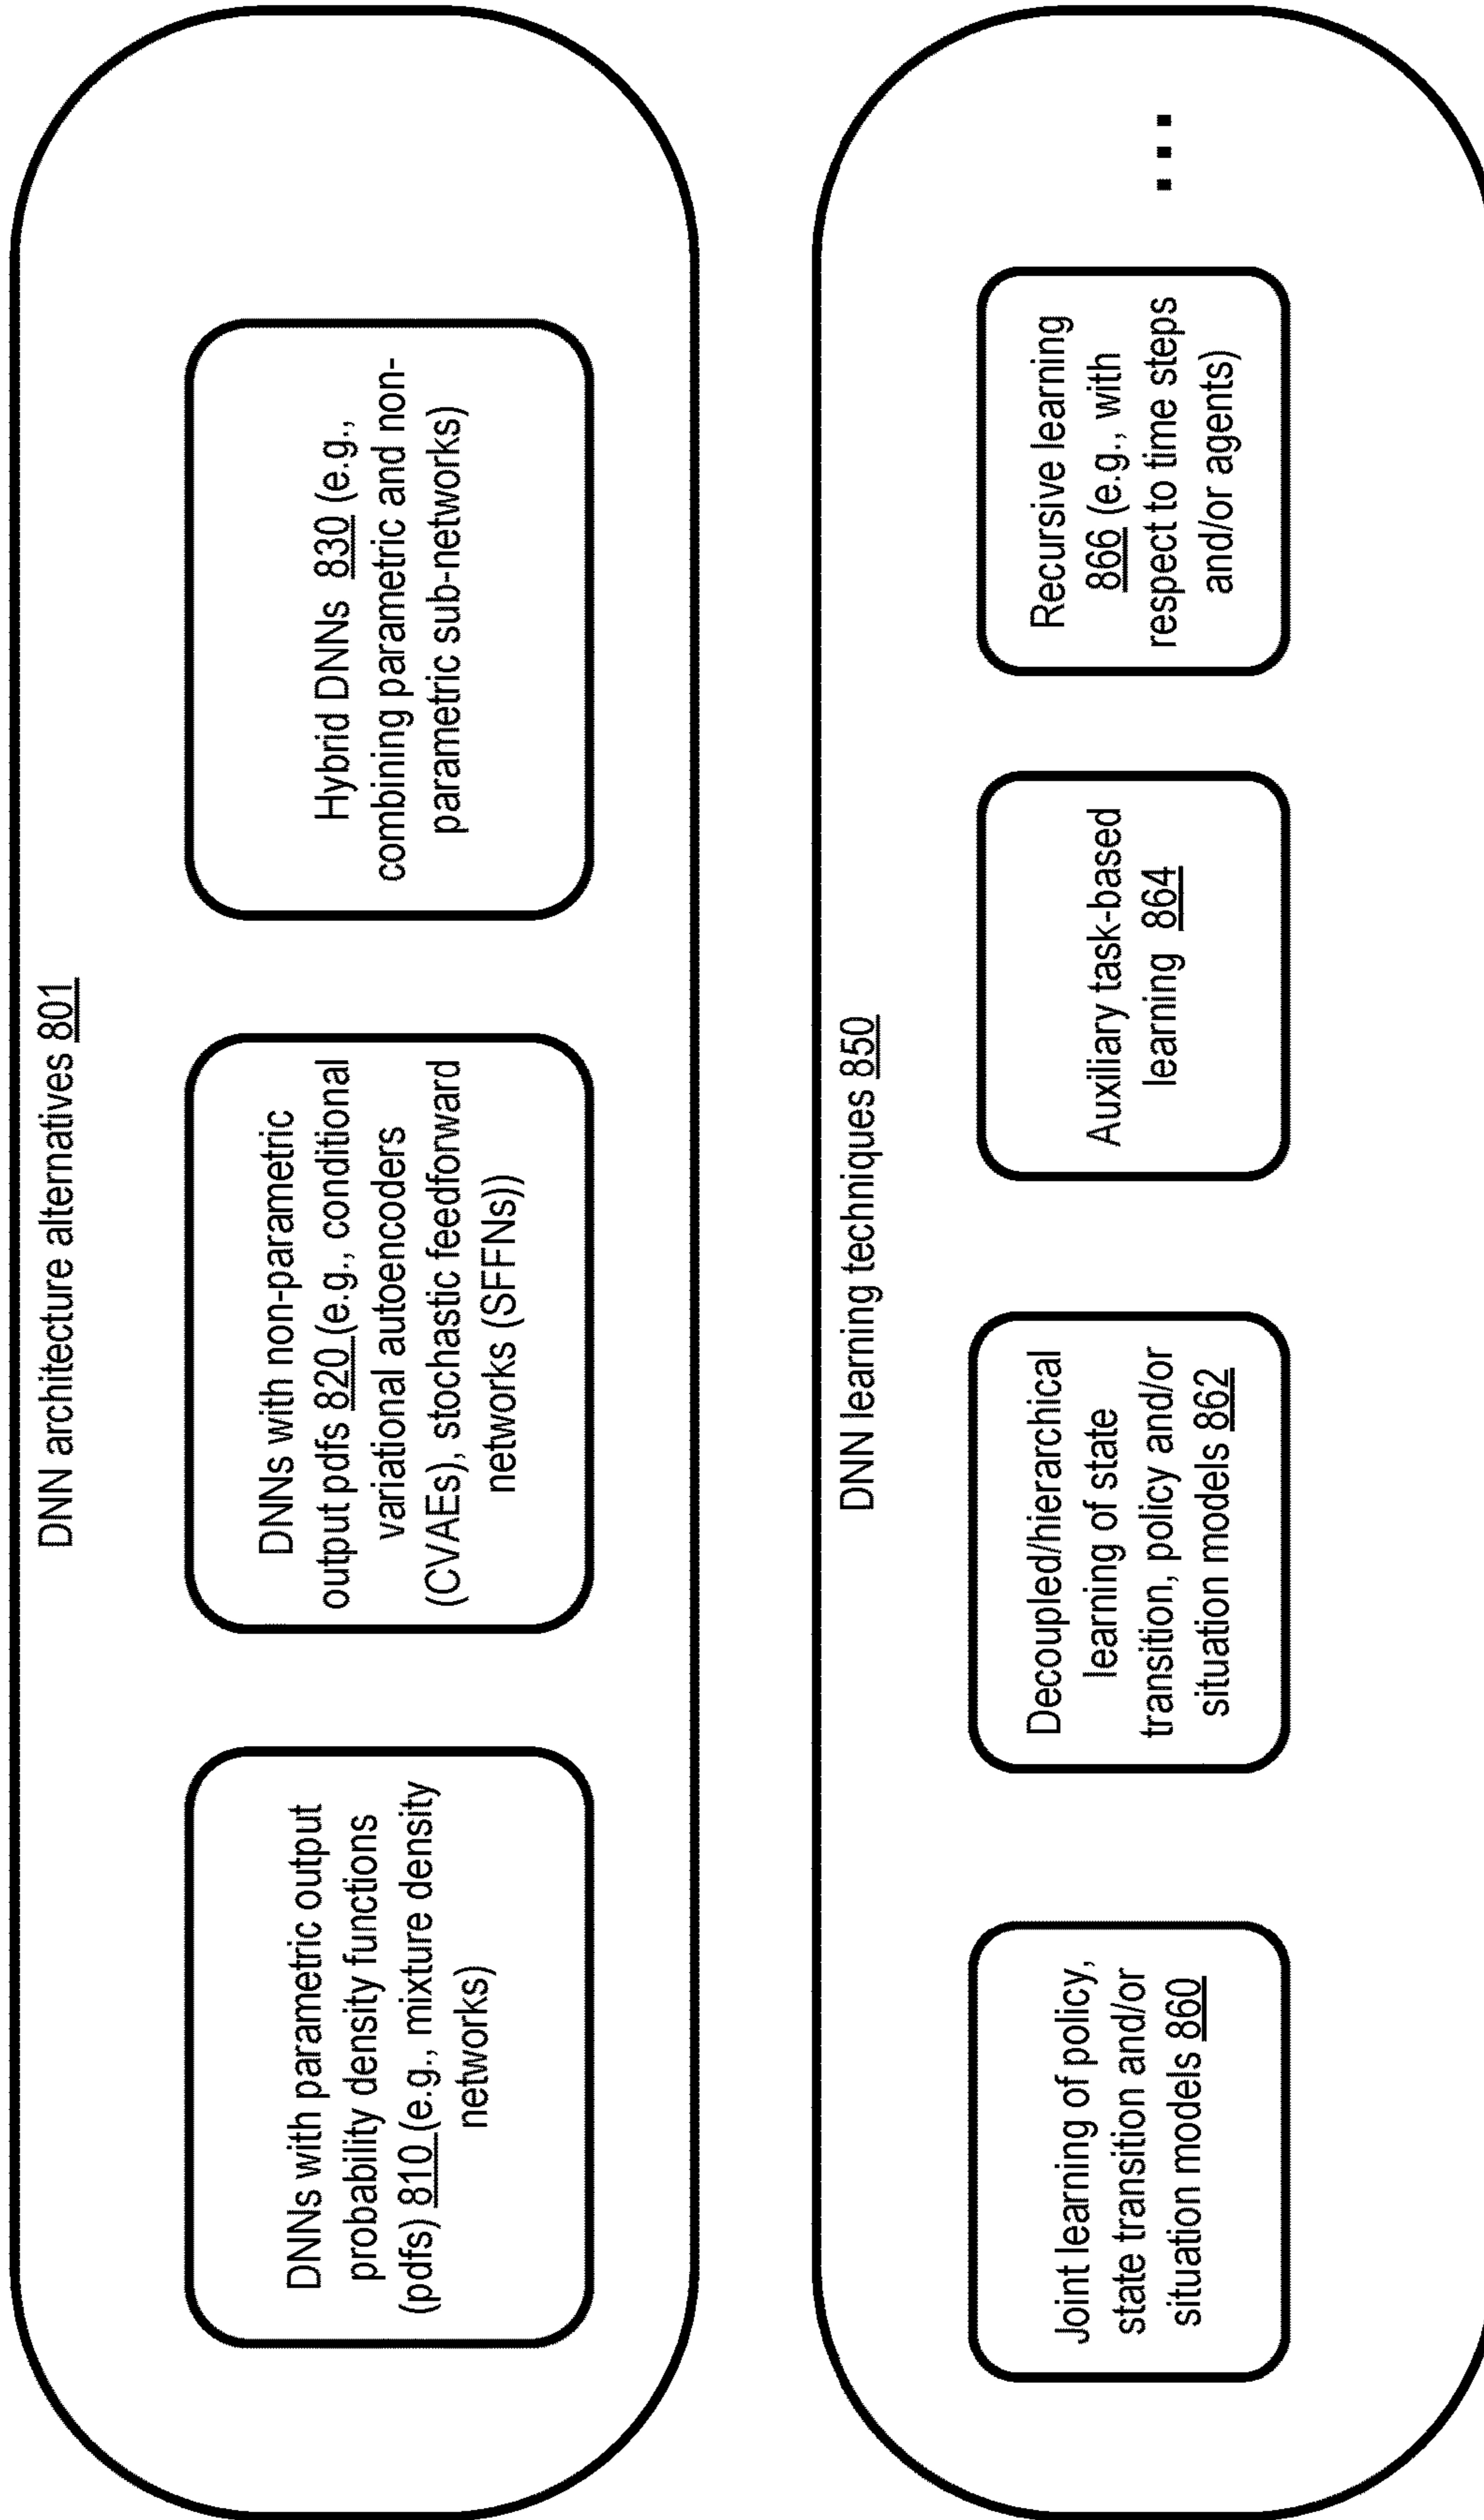 DNN architecture alternatives 801
DNNs with parametric output
probability density functions
(pdfs) 810 (e.g., mixture density
networks)
DNNs with non-parametric
output pdfs 820 (e.g., conditional
variational autoencoders
(CVAEs), stochastic feedforward
networks (SFFNs))
Hybrid DNNs 830 (e.g.,
combining parametric and non-
parametric sub-networks)
DNN learning techniques 850
Joint learning of policy,
state transition and/or
situation models 860
Decoupled/hierarchical
learning of state
transition, policy and/or
situation models 862
Auxiliary task-based
learning 864
Recursive learning
866 (e.g., with
respect to time steps
and/or agents)
...